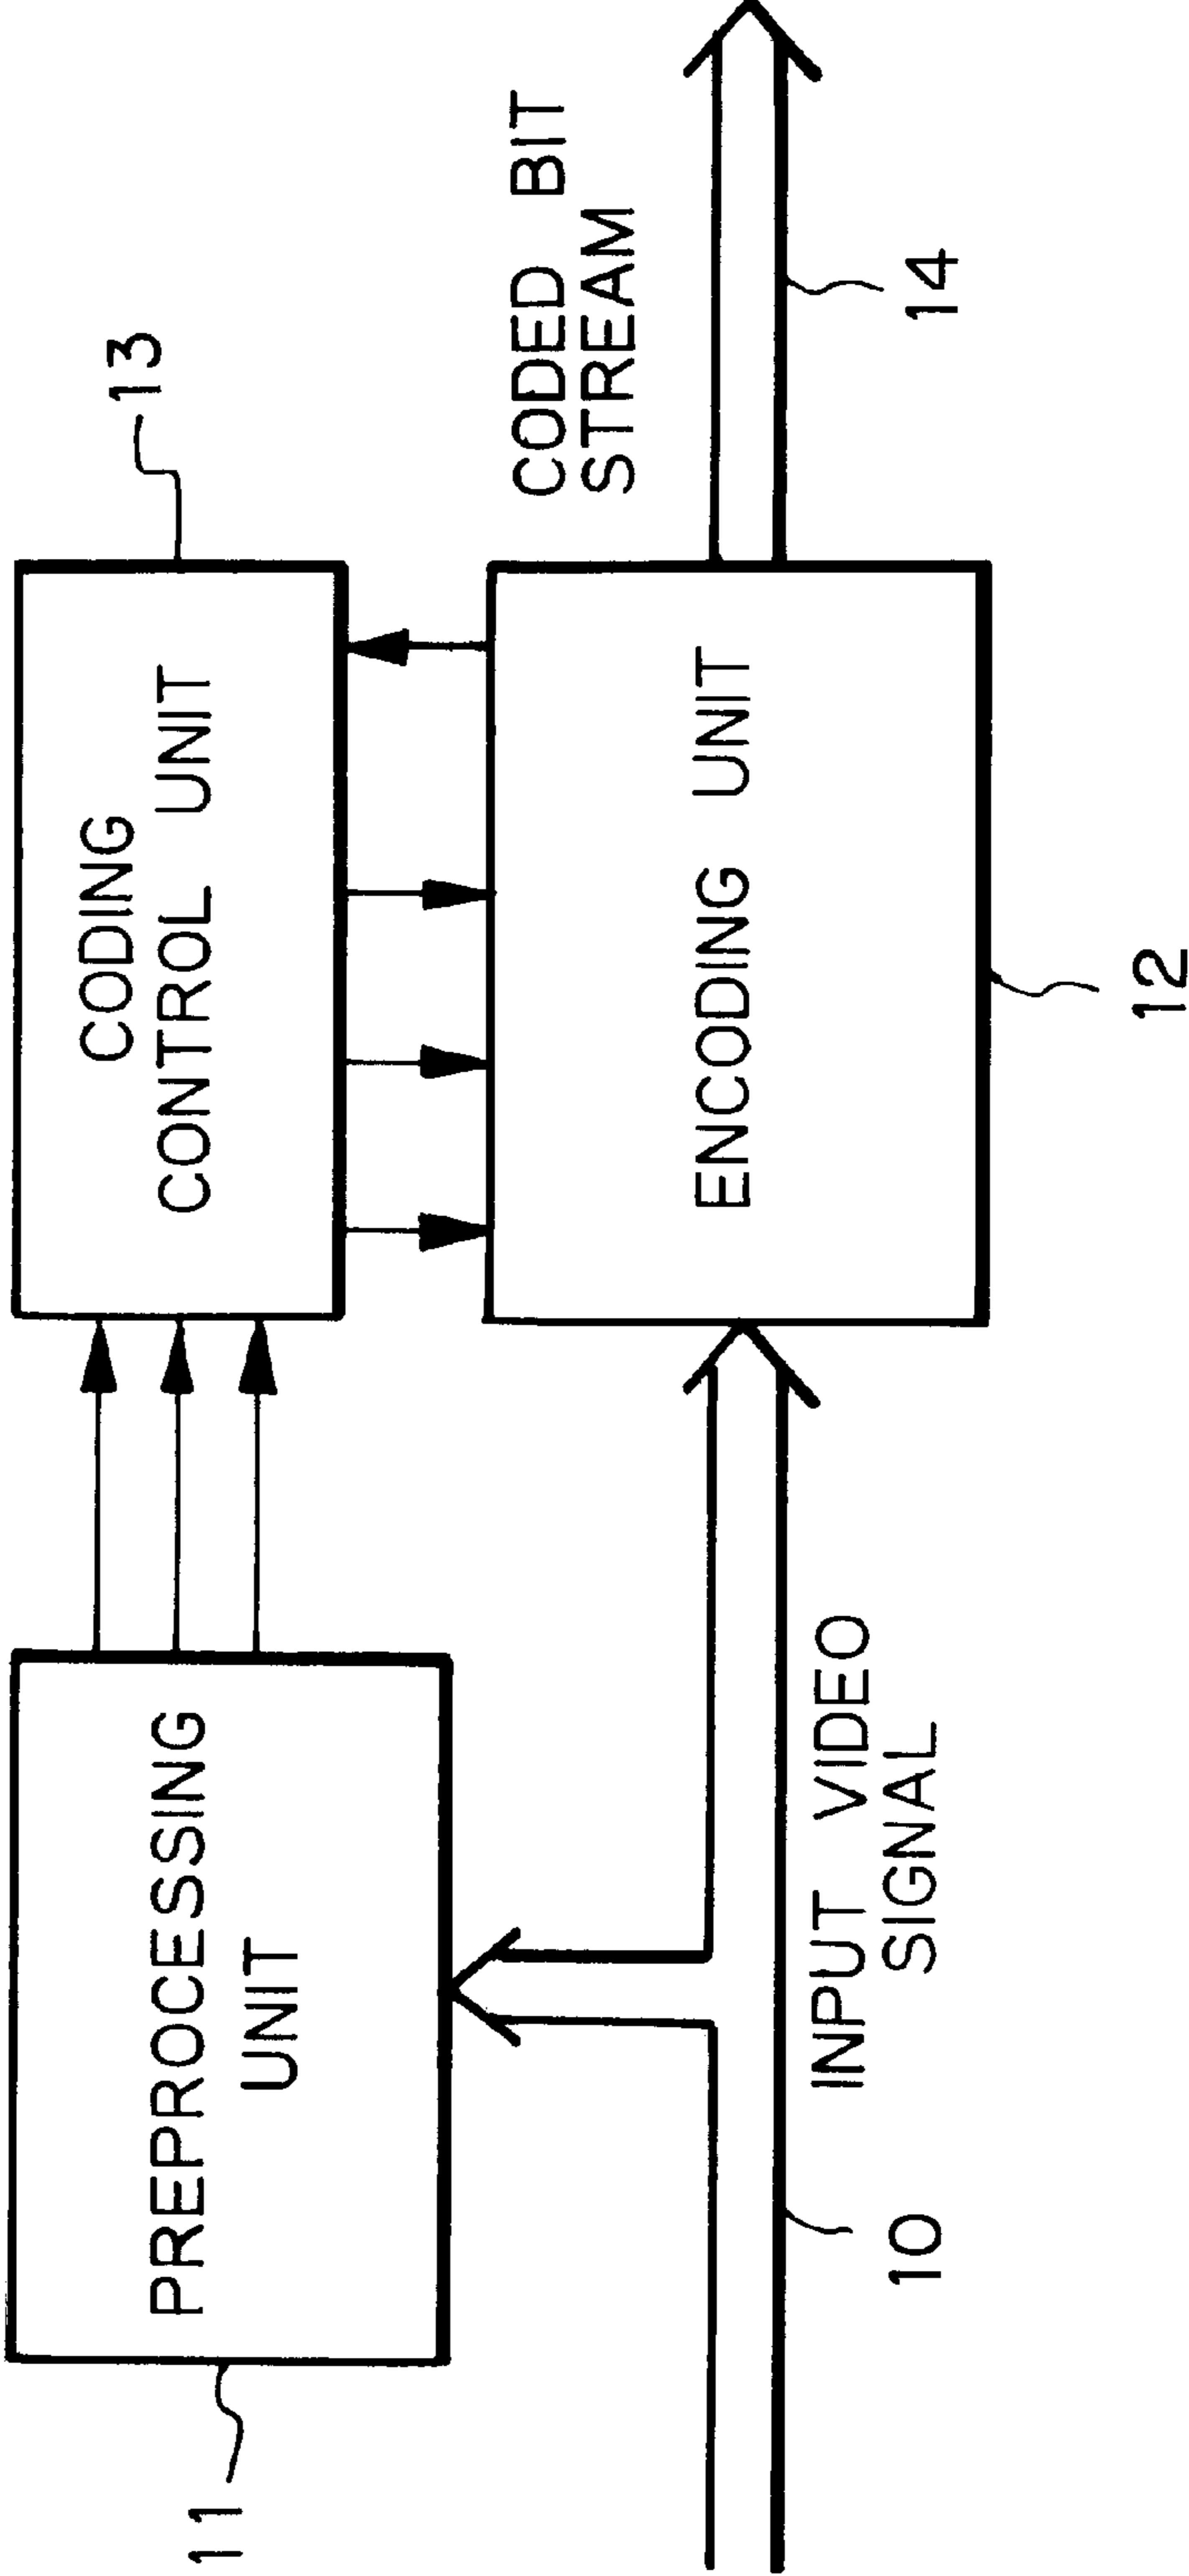 11
PREPROCESSING
UNIT
CODING
CONTROL UNIT
13
10
INPUT VIDEO
SIGNAL
ENCODING UNIT
12
CODED BIT
STREAM
14